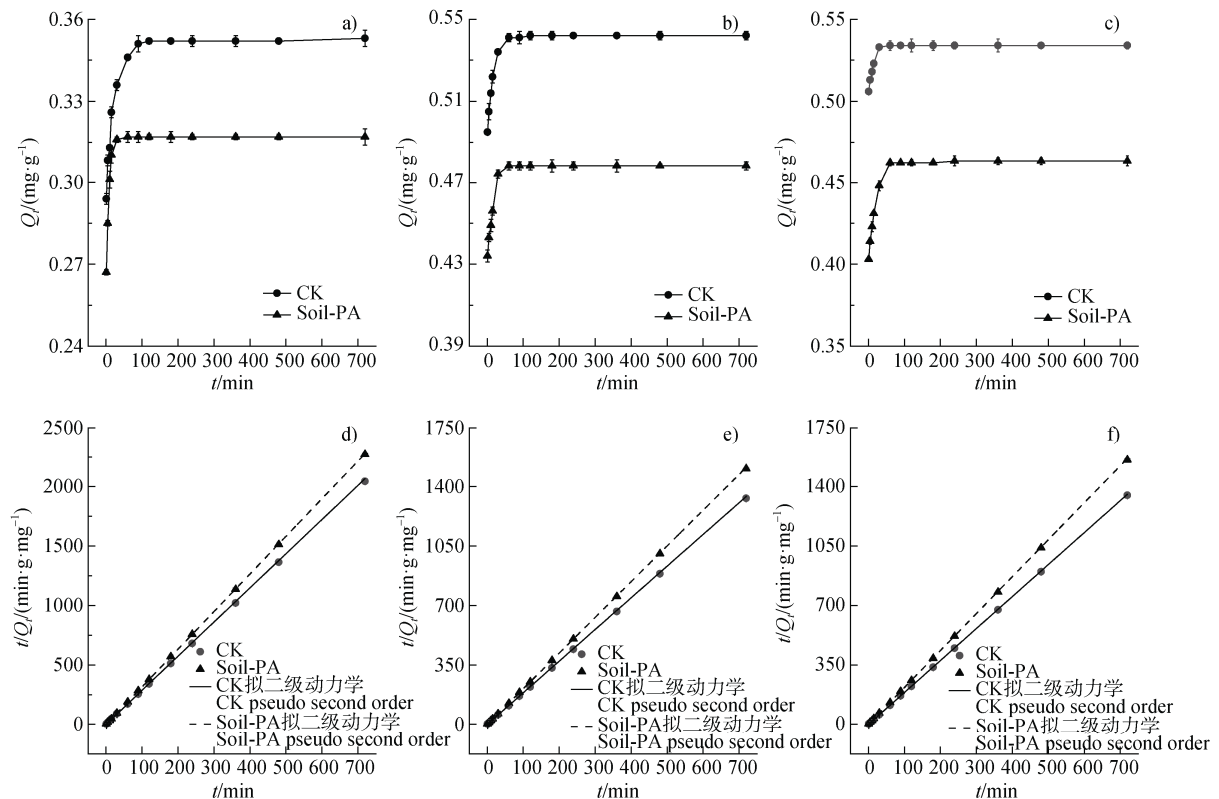 a)
0.36
0.33
0.30
0.27
0.24
Qt/(mg·g⁻¹)
CK
Soil-PA
0 100 200 300 400 500 600 700
t/min
b)
0.55
0.51
0.47
0.43
0.39
Qt/(mg·g⁻¹)
CK
Soil-PA
0 100 200 300 400 500 600 700
t/min
c)
0.55
0.50
0.45
0.40
0.35
Qt/(mg·g⁻¹)
CK
Soil-PA
0 100 200 300 400 500 600 700
t/min
d)
2500
2000
1500
1000
500
0
t/Qt/(min·g·mg⁻¹)
CK
Soil-PA
CK拟二级动力学
CK pseudo second order
Soil-PA拟二级动力学
Soil-PA pseudo second order
0 100 200 300 400 500 600 700
t/min
e)
1750
1400
1050
700
350
0
t/Qt/(min·g·mg⁻¹)
CK
Soil-PA
CK拟二级动力学
CK pseudo second order
Soil-PA拟二级动力学
Soil-PA pseudo second order
0 100 200 300 400 500 600 700
t/min
f)
1750
1400
1050
700
350
0
t/Qt/(min·g·mg⁻¹)
CK
Soil-PA
CK拟二级动力学
CK pseudo second order
Soil-PA拟二级动力学
Soil-PA pseudo second order
0 100 200 300 400 500 600 700
t/min